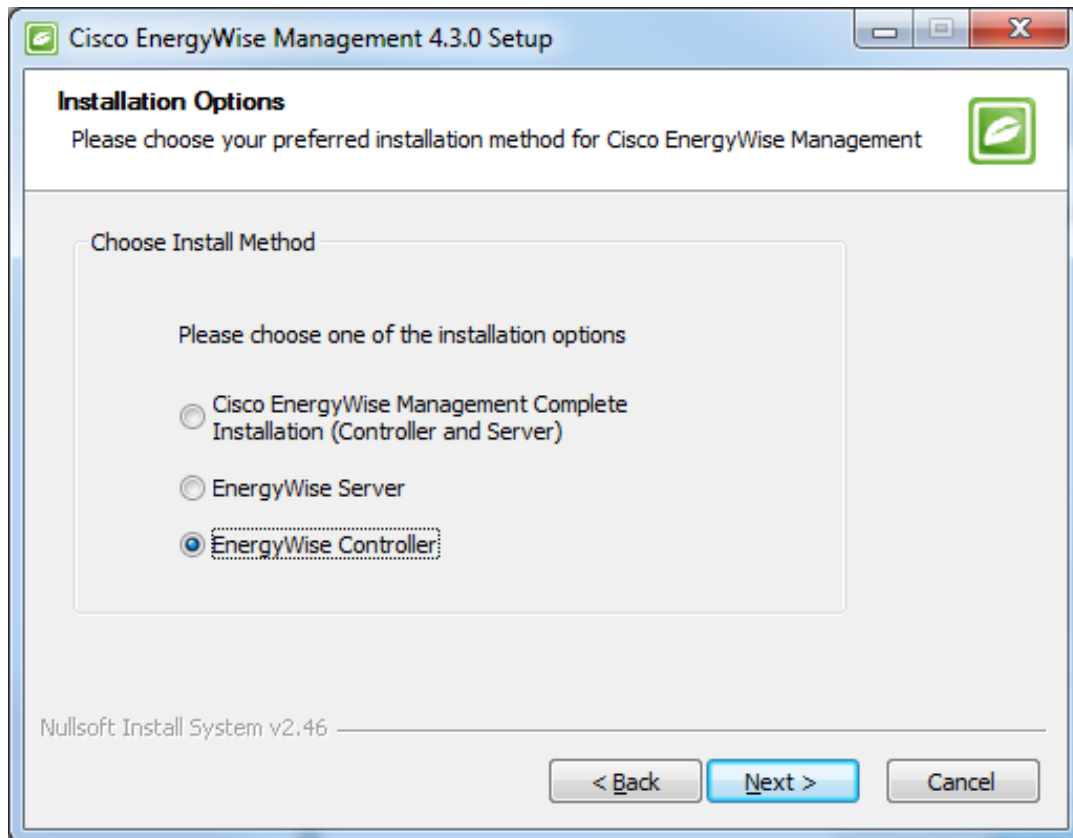 Cisco EnergyWise Management 4.3.0 Setup
Installation Options
Please choose your preferred installation method for Cisco EnergyWise Management
Choose Install Method
Please choose one of the installation options
Cisco EnergyWise Management Complete
Installation (Controller and Server)
EnergyWise Server
EnergyWise Controller
Nullsoft Install System v2.46
< Back
Next >
Cancel